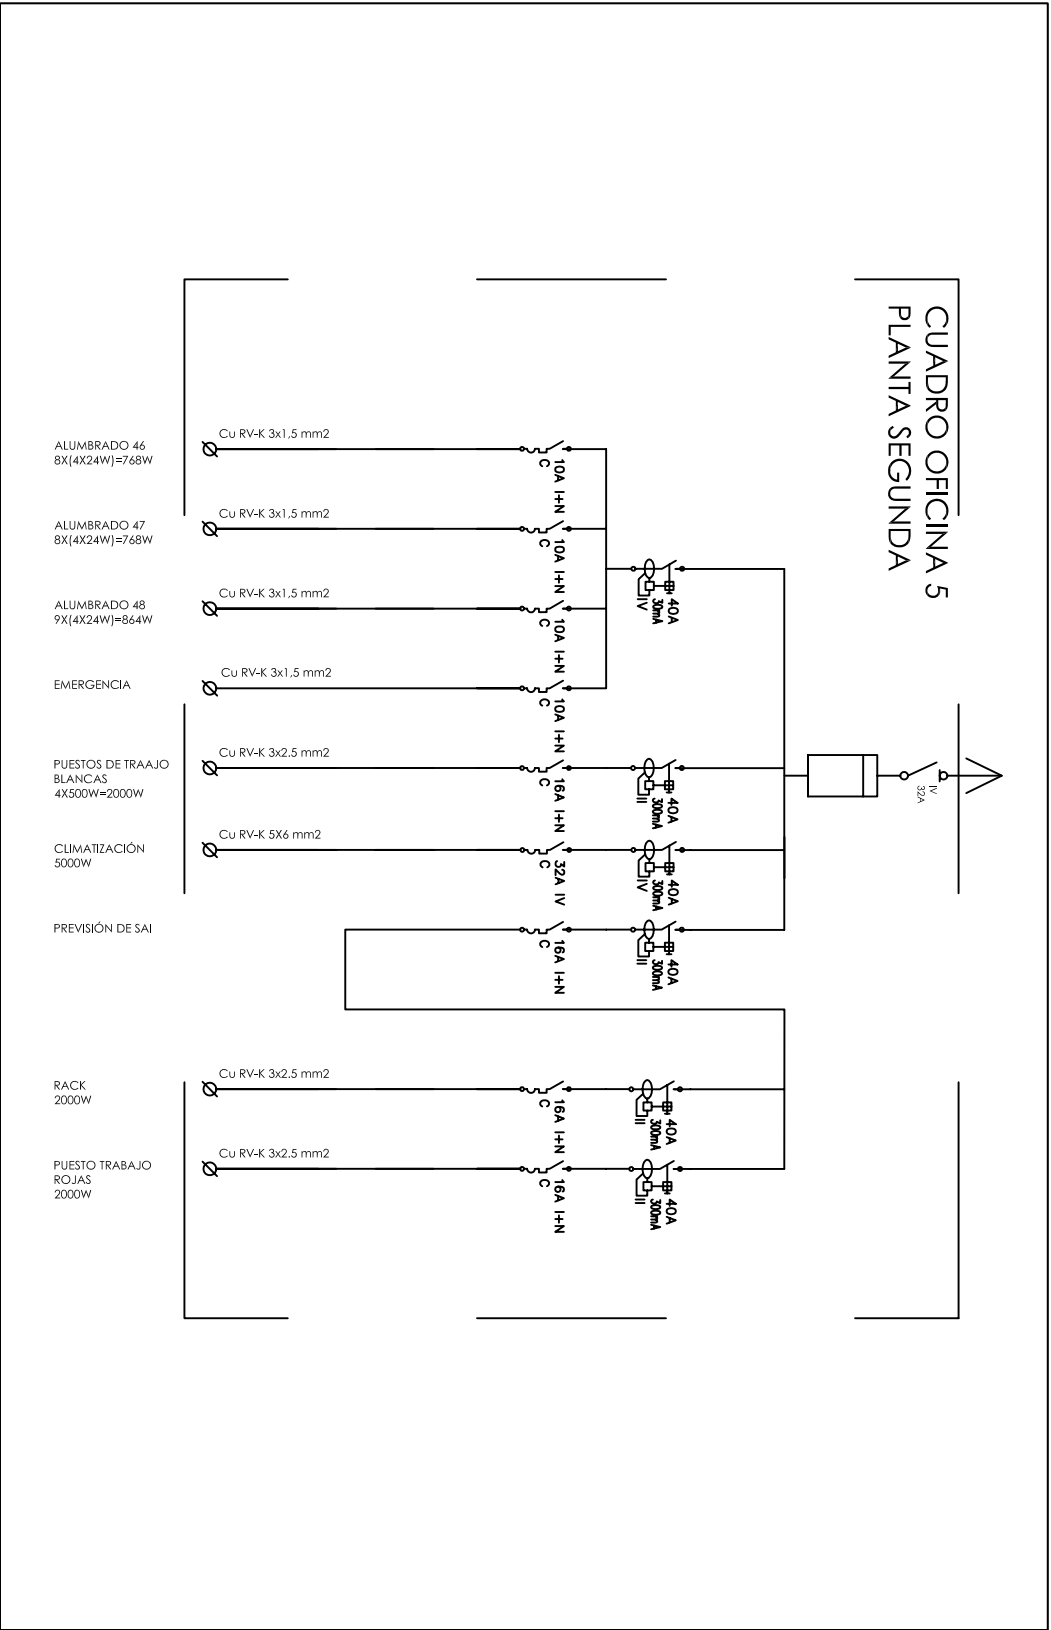 CUADRO OFICINA 5
PLANTA SEGUNDA
IV
32A
40A
30mA
IV
ALUMBRADO 46
8X(4X24W)=768W
Cu RV-K 3x1,5 mm2
10A I+N
C
ALUMBRADO 47
8X(4X24W)=768W
Cu RV-K 3x1,5 mm2
10A I+N
C
ALUMBRADO 48
9X(4X24W)=864W
Cu RV-K 3x1,5 mm2
10A I+N
C
EMERGENCIA
Cu RV-K 3x1,5 mm2
10A I+N
C
PUESTOS DE TRAAJO
BLANCAS
4X500W=2000W
Cu RV-K 3x2.5 mm2
16A I+N
C
40A
300mA
II
CLIMATIZACIÓN
5000W
Cu RV-K 5X6 mm2
32A IV
C
40A
300mA
IV
PREVISIÓN DE SAI
16A I+N
C
40A
300mA
II
RACK
2000W
Cu RV-K 3x2.5 mm2
16A I+N
C
40A
300mA
II
PUESTO TRABAJO
ROJAS
2000W
Cu RV-K 3x2.5 mm2
16A I+N
C
40A
300mA
II